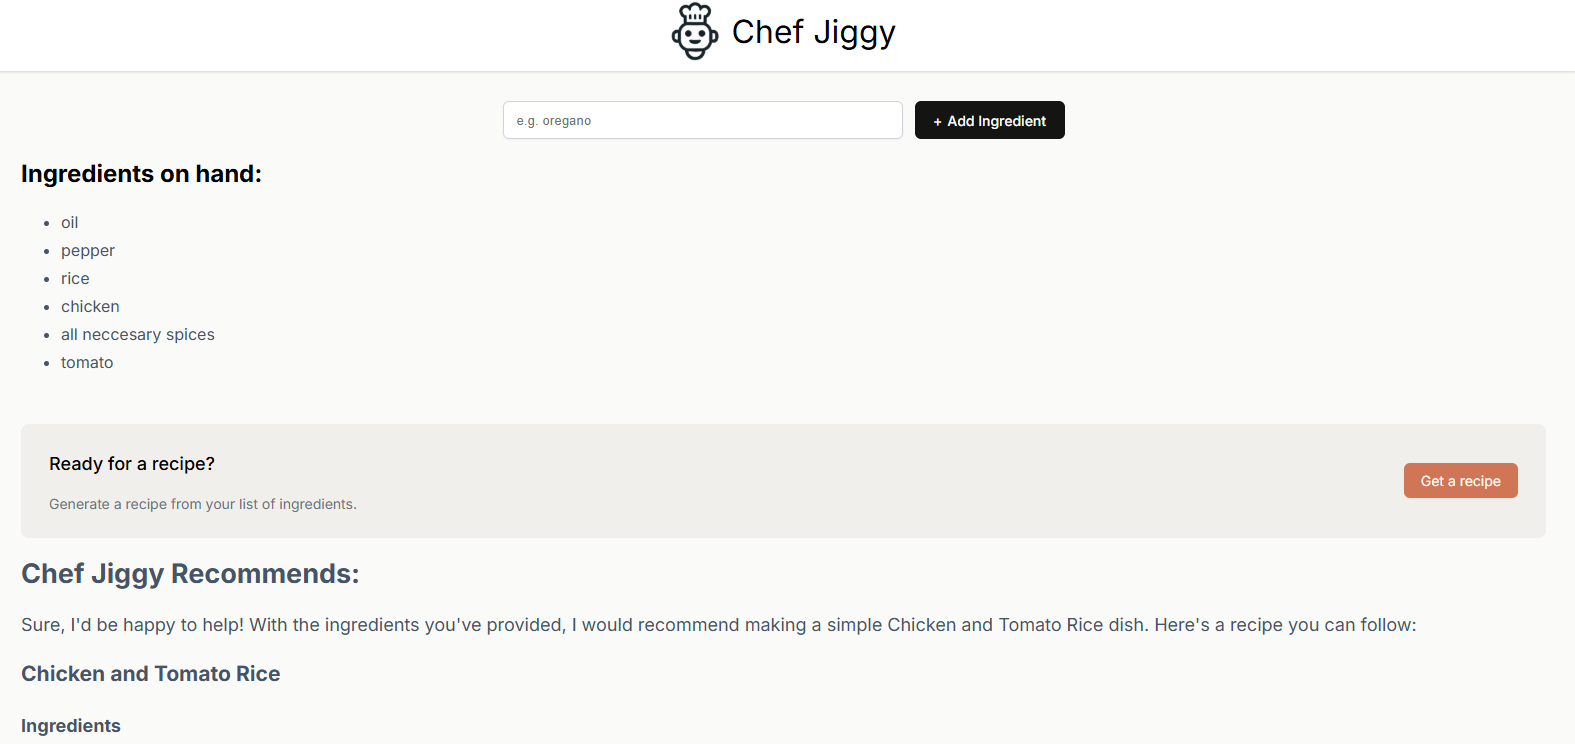 Chef Jiggy
e.g. oregano
+ Add Ingredient
Ingredients on hand:
oil
pepper
rice
chicken
all neccesary spices
tomato
Ready for a recipe?
Generate a recipe from your list of ingredients.
Get a recipe
Chef Jiggy Recommends:
Sure, I'd be happy to help! With the ingredients you've provided, I would recommend making a simple Chicken and Tomato Rice dish. Here's a recipe you can follow:
Chicken and Tomato Rice
Ingredients